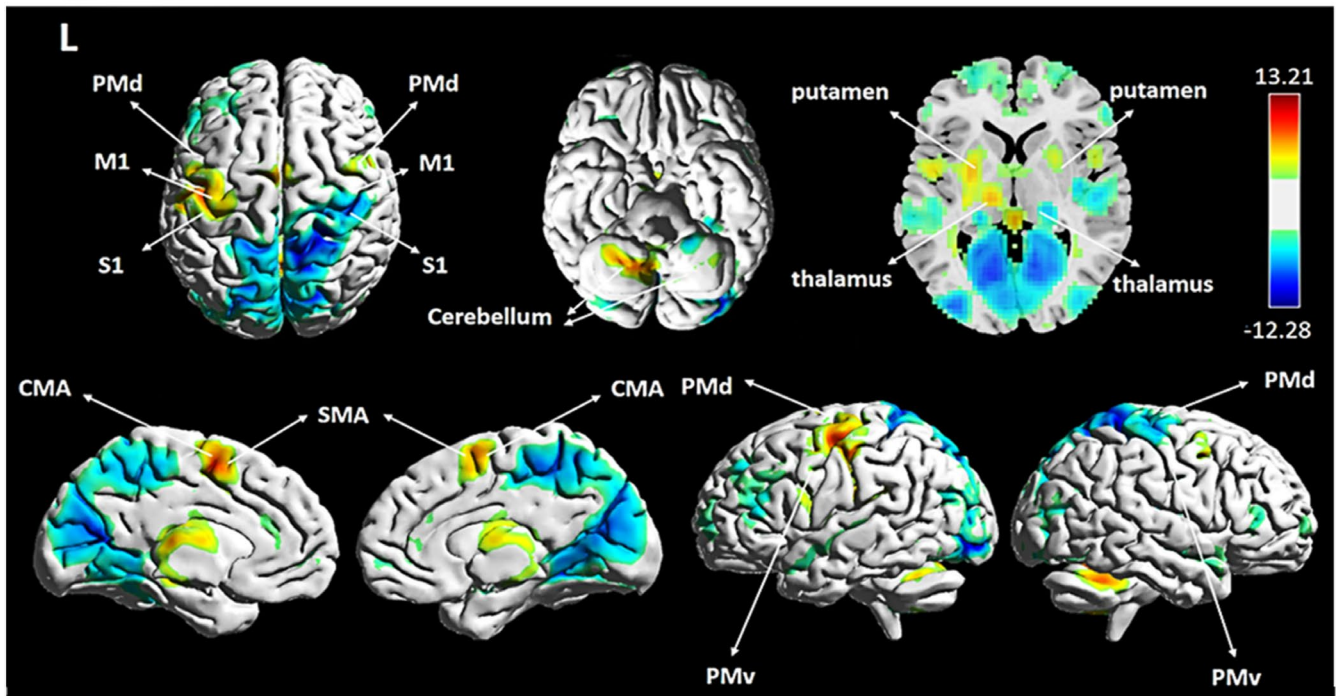 L
PMd
PMd
M1
M1
S1
S1
Cerebellum
putamen
putamen
thalamus
thalamus
13.21
-12.28
CMA
SMA
CMA
PMd
PMd
PMv
PMv